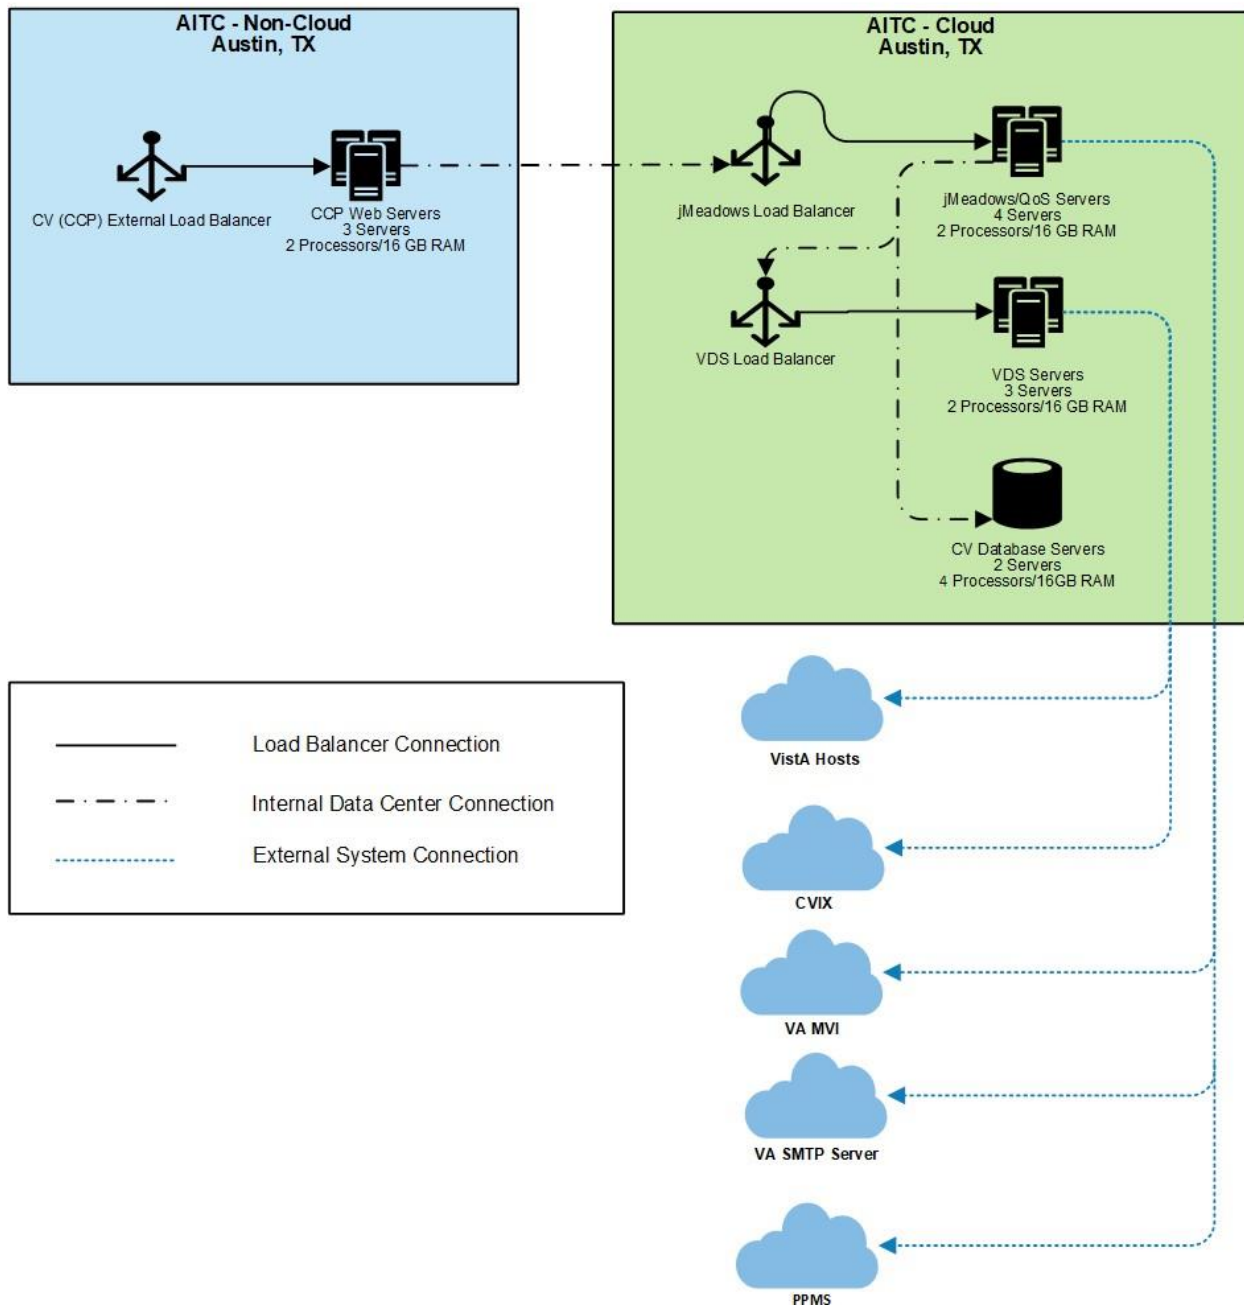 AITC - Non-Cloud
Austin, TX
CV (CCP) External Load Balancer
CCP Web Servers
3 Servers
2 Processors/16 GB RAM
AITC - Cloud
Austin, TX
jMeadows Load Balancer
jMeadows/QoS Servers
4 Servers
2 Processors/16 GB RAM
VDS Load Balancer
VDS Servers
3 Servers
2 Processors/16 GB RAM
CV Database Servers
2 Servers
4 Processors/16GB RAM
Load Balancer Connection
Internal Data Center Connection
External System Connection
VistA Hosts
CVIX
VA MVI
VA SMTP Server
PPMS